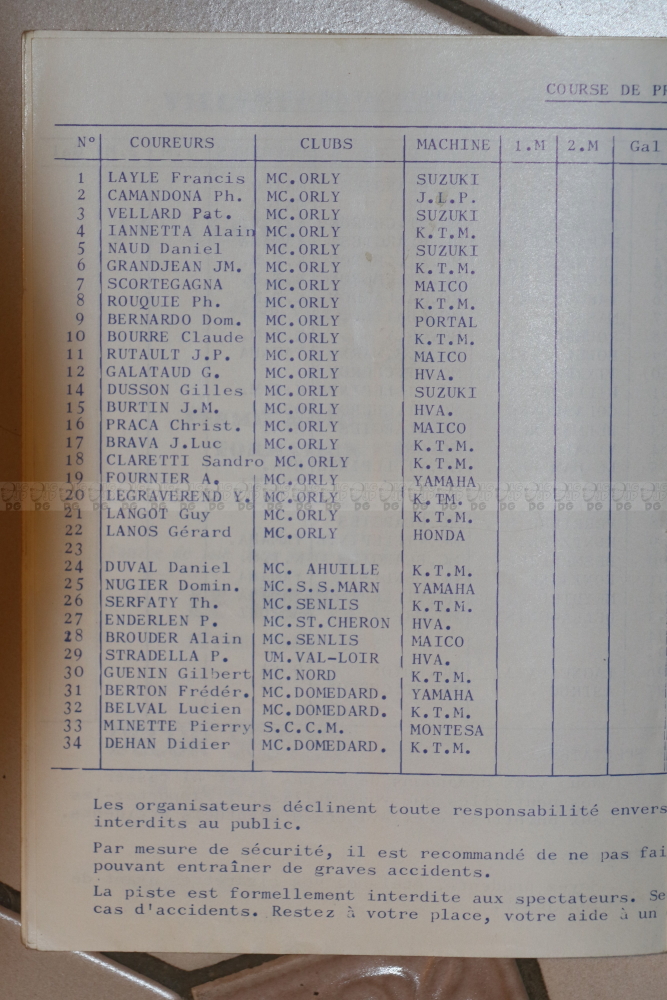 COURSE DE
N° COUREURS CLUBS MACHINE 1.M 2.M Gal
1 LAYLE Francis MC.ORLY SUZUKI
2 CAMANDONA Ph. MC.ORLY J.L.P.
3 VELLARD Pat. MC.ORLY SUZUKI
4 IANNETTA Alain MC.ORLY K.T.M.
5 NAUD Daniel MC.ORLY SUZUKI
6 GRANDJEAN JM. MC.ORLY K.T.M.
7 SCORTEGAGNA MC.ORLY MAICO
8 ROUQUIE Ph. MC.ORLY K.T.M.
9 BERNARDO Dom. MC.ORLY PORTAL
10 BOURRE Claude MC.ORLY K.T.M.
11 RUTAULT J.P. MC.ORLY MAICO
12 GALATAUD G. MC.ORLY HVA.
14 DUSSON Gilles MC.ORLY SUZUKI
15 BURTIN J.M. MC.ORLY HVA.
16 PRACA Christ. MC.ORLY MAICO
17 BRAVA J.Luc MC.ORLY K.T.M.
18 CLARETTI Sandro MC.ORLY K.T.M.
19 FOURNIER A. MC.ORLY YAMAHA
20 LEGRAVEREND Y. MC.ORLY K.TM.
21 LANGOT Guy MC.ORLY K.T.M.
22 LANOS Gérard MC.ORLY HONDA
23
24 DUVAL Daniel MC. AHUILLE K.T.M.
25 NUGIER Domin. MC.S.S.MARN YAMAHA
26 SERFATY Th. MC.SENLIS K.T.M.
27 ENDERLEN P. MC.ST.CHERON HVA.
28 BROUDER Alain MC.SENLIS MAICO
29 STRADELLA P. UM.VAL-LOIR HVA.
30 GUENIN Gilbert MC.NORD K.T.M.
31 BERTON Frédér. MC.DOMEDARD. YAMAHA
32 BELVAL Lucien MC.DOMEDARD. K.T.M.
33 MINETTE Pierry S.C.C.M. MONTESA
34 DEHAN Didier MC.DOMEDARD. K.T.M.
Les organisateurs déclinent toute responsabilité envers
interdits au public.
Par mesure de sécurité, il est recommandé de ne pas fai
pouvant entraîner de graves accidents.
La piste est formellement interdite aux spectateurs. Se
cas d'accidents. Restez à votre place, votre aide à un